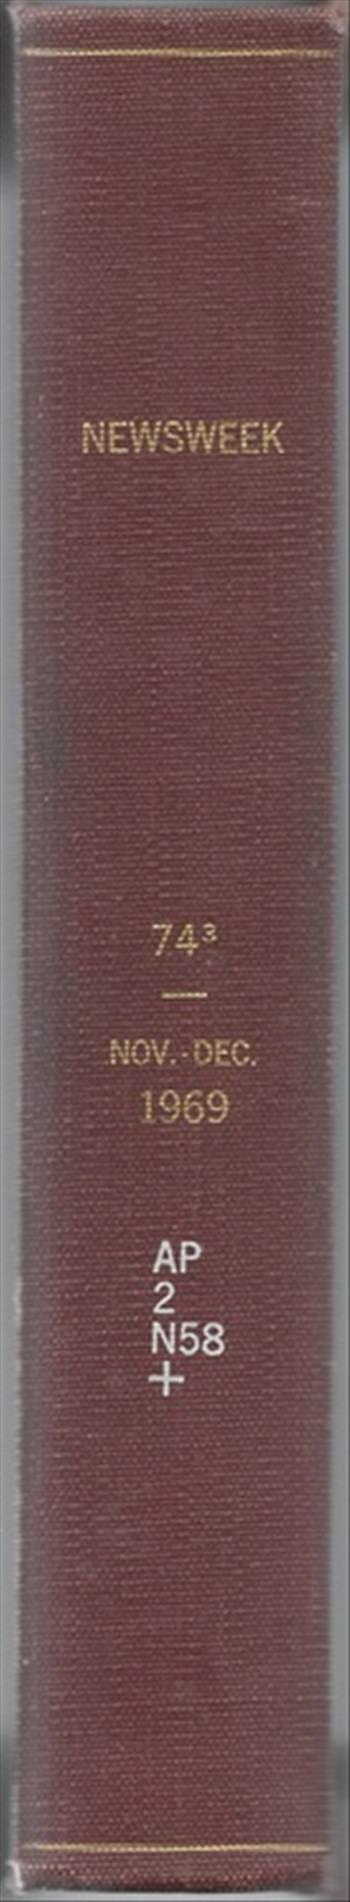 NEWSWEEK
74³
NOV.-DEC.
1969
AP
2
N58
+